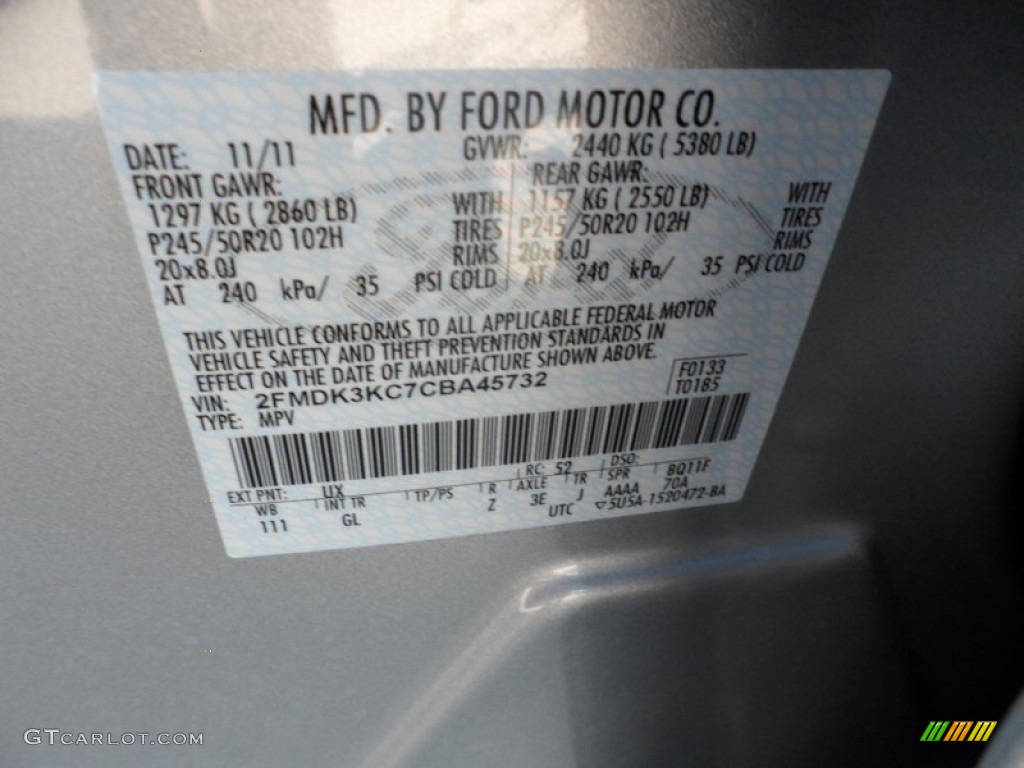 MFD. BY FORD MOTOR CO.
DATE: 11/11 GVWR: 2440 KG ( 5380 LB)
FRONT GAWR: REAR GAWR:
1297 KG ( 2860 LB) WITH 1157 KG ( 2550 LB) WITH
P245/50R20 102H TIRES P245/50R20 102H TIRES
20x8.0J RIMS 20x8.0J RIMS
AT 240 kPa/ 35 PSI COLD AT 240 kPa/ 35 PSI COLD
THIS VEHICLE CONFORMS TO ALL APPLICABLE FEDERAL MOTOR
VEHICLE SAFETY AND THEFT PREVENTION STANDARDS IN
EFFECT ON THE DATE OF MANUFACTURE SHOWN ABOVE.
VIN: 2FMDK3KC7CBA45732 F0133
TYPE: MPV T0185
EXT PNT: UX RC: 52 DSO:
WB INT TR TP/PS R AXLE TR SPR BQ11F
111 GL Z 3E J AAAA 70A
UTC ▽5U5A-1520472-BA
GTCARLOT.COM